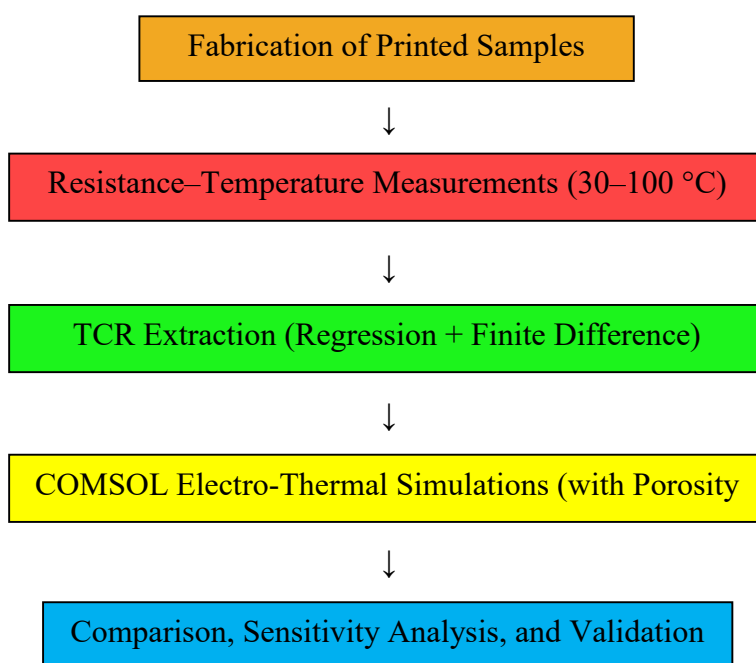 Fabrication of Printed Samples
↓
Resistance–Temperature Measurements (30–100 °C)
↓
TCR Extraction (Regression + Finite Difference)
↓
COMSOL Electro-Thermal Simulations (with Porosity
↓
Comparison, Sensitivity Analysis, and Validation